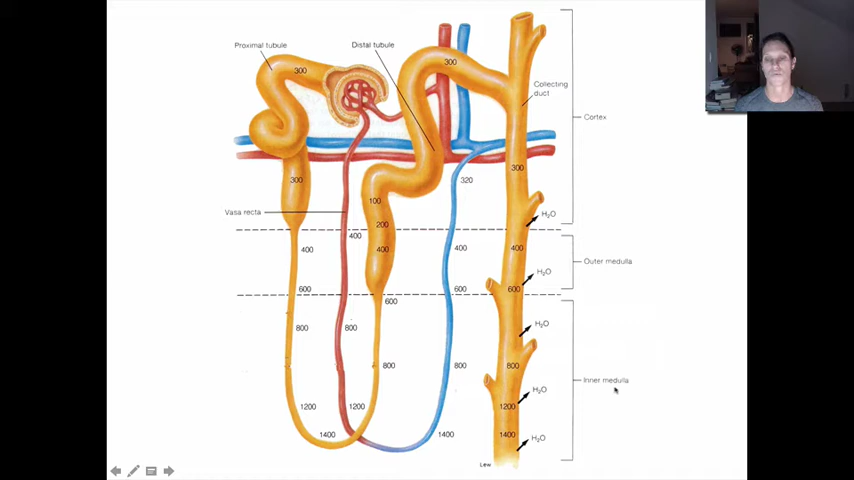 Proximal tubule
Distal tubule
300
300
Collecting
duct
Cortex
300
300
320
100
Vasa recta
200
H₂O
400
400
400
400
400
Outer medulla
H₂O
600
600
600
600
800
800
800
800
800
H₂O
Inner medulla
H₂O
1200
1200
1200
1400
1400
1400
H₂O
Lew